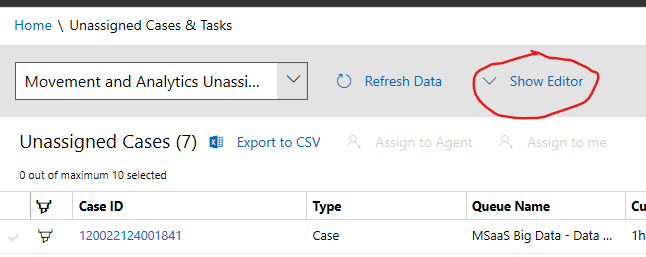 Home \ Unassigned Cases & Tasks
Movement and Analytics Unassi... Refresh Data Show Editor
Unassigned Cases (7) Export to CSV Assign to Agent Assign to me
0 out of maximum 10 selected
Case ID Type Queue Name Cu
120022124001841 Case MSaaS Big Data - Data ... 1h